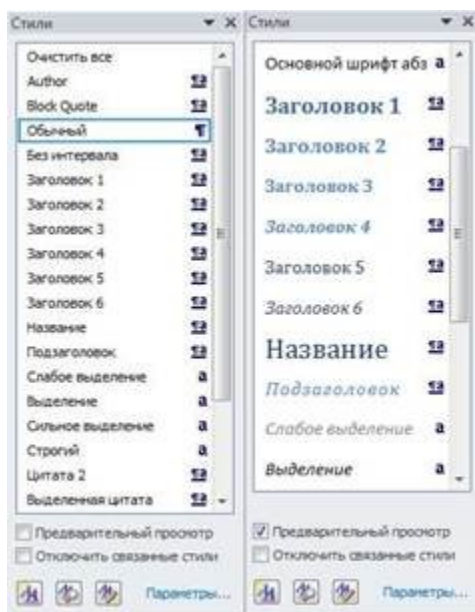 Стили
Очистить все
Author
Block Quote
Обычный
Без интервала
Заголовок 1
Заголовок 2
Заголовок 3
Заголовок 4
Заголовок 5
Заголовок 6
Название
Подзаголовок
Слабое выделение
Выделение
Сильное выделение
Строгий
Цитата 2
Выделенная цитата
Предварительный просмотр
Отключить связанные стили
Параметры...
Стили
Основной шрифт абз
Заголовок 1
Заголовок 2
Заголовок 3
Заголовок 4
Заголовок 5
Заголовок 6
Название
Подзаголовок
Слабое выделение
Выделение
Предварительный просмотр
Отключить связанные стили
Параметры...